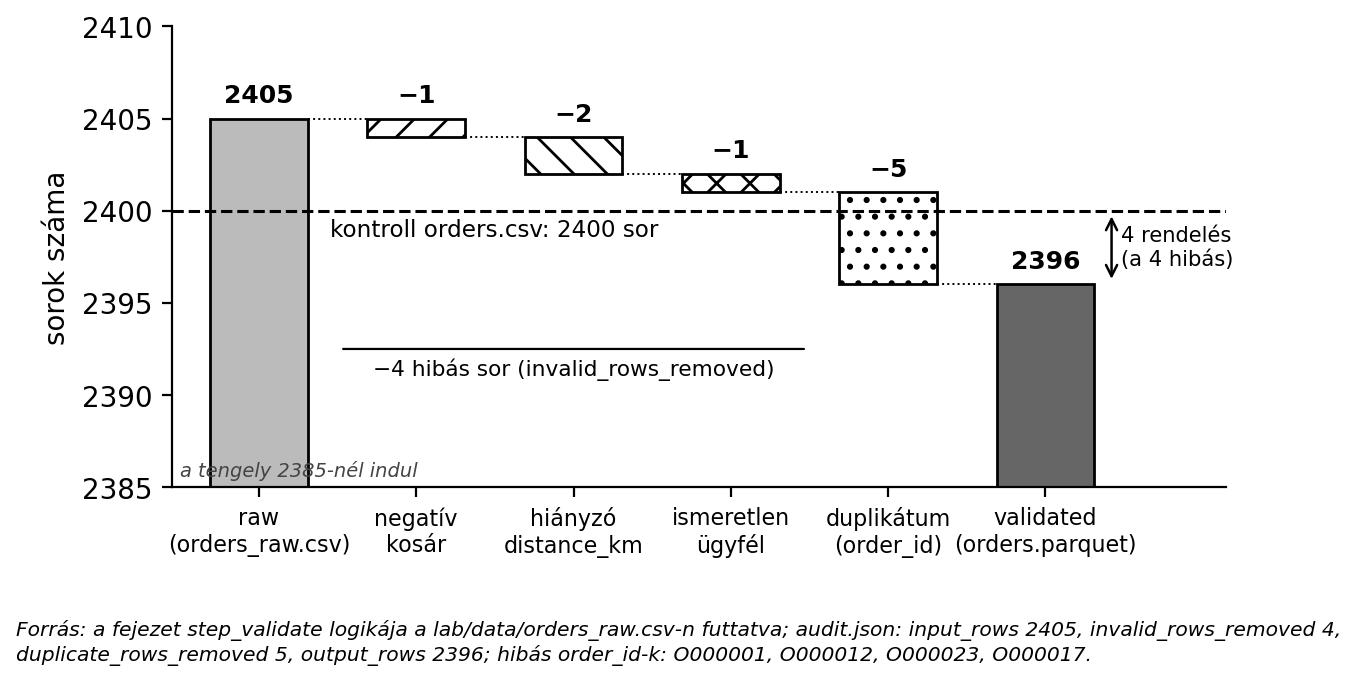 2410
2405
2400
2395
2390
2385
sorok száma
2405
−1
−2
−1
−5
2396
kontroll orders.csv: 2400 sor
4 rendelés
(a 4 hibás)
−4 hibás sor (invalid_rows_removed)
a tengely 2385-nél indul
raw
(orders_raw.csv)
negatív
kosár
hiányzó
distance_km
ismeretlen
ügyfél
duplikátum
(order_id)
validated
(orders.parquet)
Forrás: a fejezet step_validate logikája a lab/data/orders_raw.csv-n futtatva; audit.json: input_rows 2405, invalid_rows_removed 4,
duplicate_rows_removed 5, output_rows 2396; hibás order_id-k: O000001, O000012, O000023, O000017.